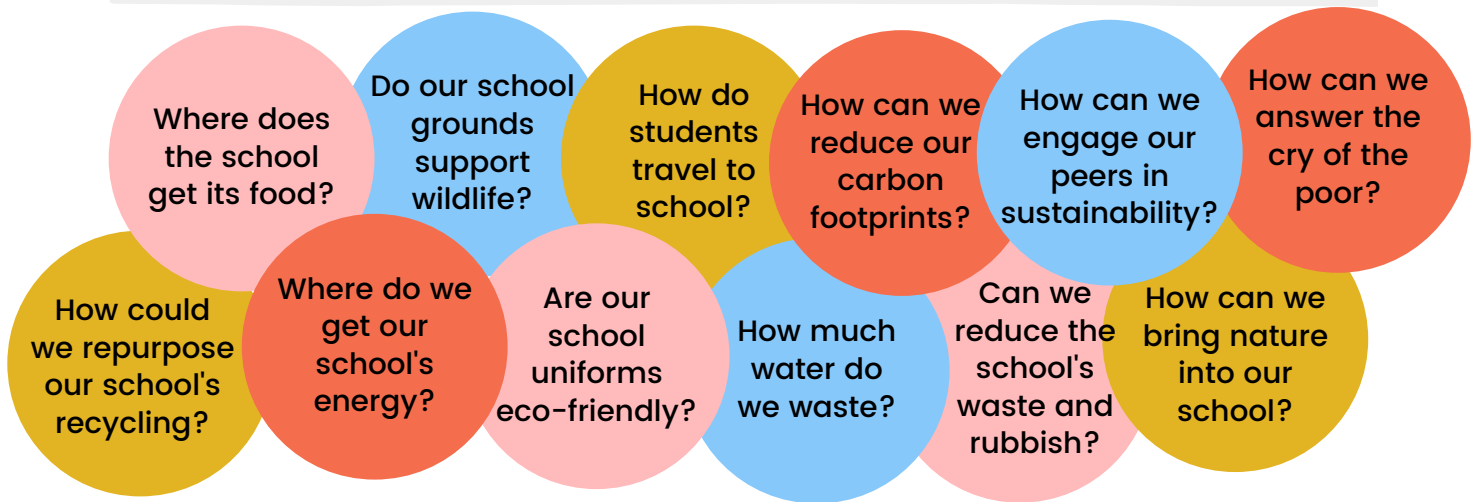 Where does
the school
get its food?
Do our school
grounds
support
wildlife?
How do
students
travel to
school?
How can we
reduce our
carbon
footprints?
How can we
engage our
peers in
sustainability?
How can we
answer the
cry of the
poor?
How could
we repurpose
our school's
recycling?
Where do we
get our
school's
energy?
Are our
school
uniforms
eco-friendly?
How much
water do
we waste?
Can we
reduce the
school's
waste and
rubbish?
How can we
bring nature
into our
school?